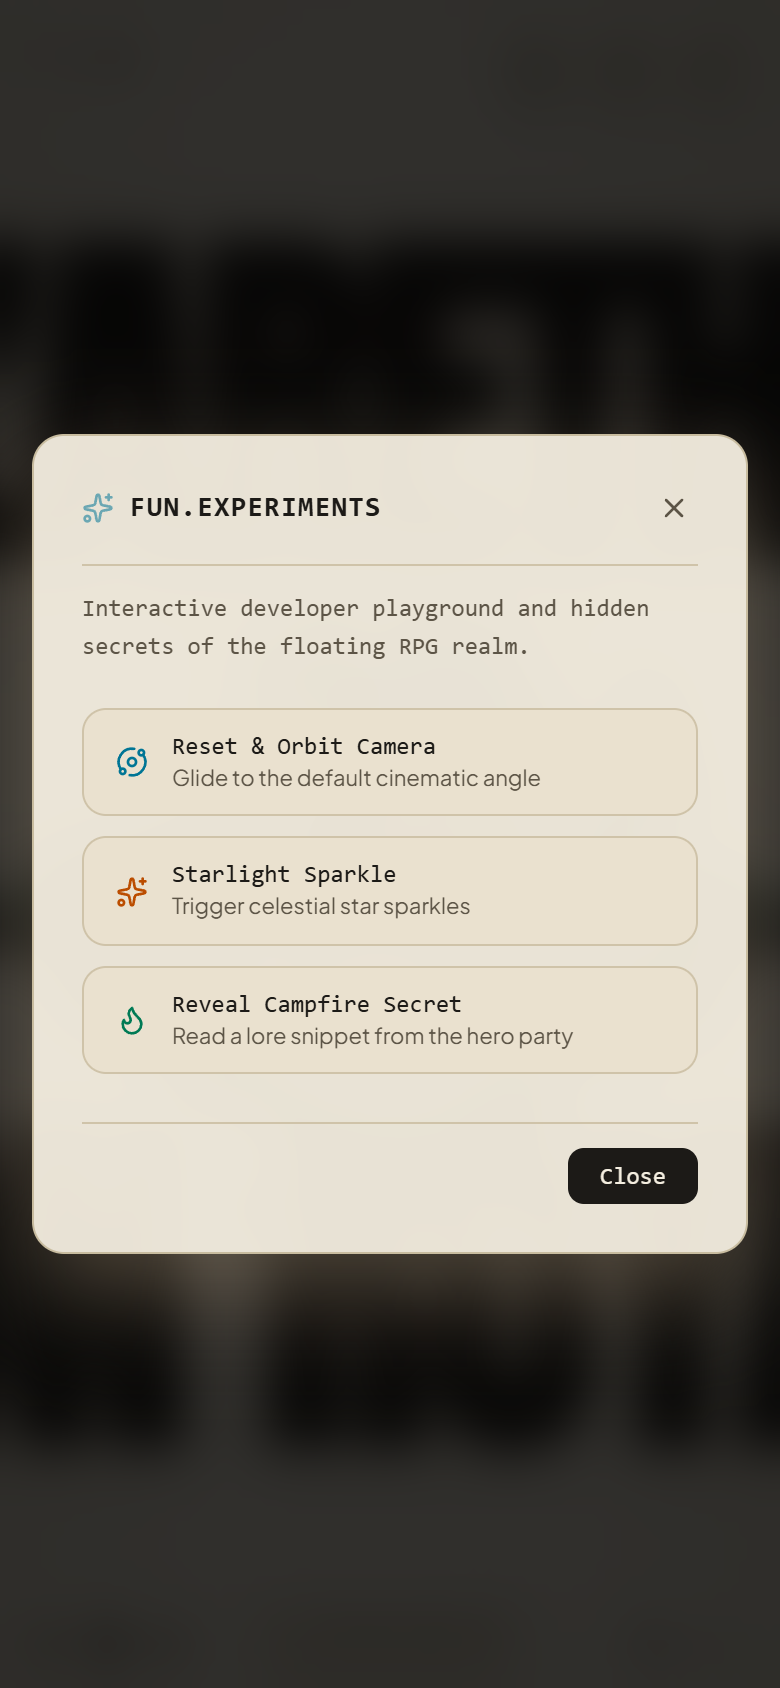 FUN.EXPERIMENTS
Interactive developer playground and hidden
secrets of the floating RPG realm.
Reset & Orbit Camera
Glide to the default cinematic angle
Starlight Sparkle
Trigger celestial star sparkles
Reveal Campfire Secret
Read a lore snippet from the hero party
Close